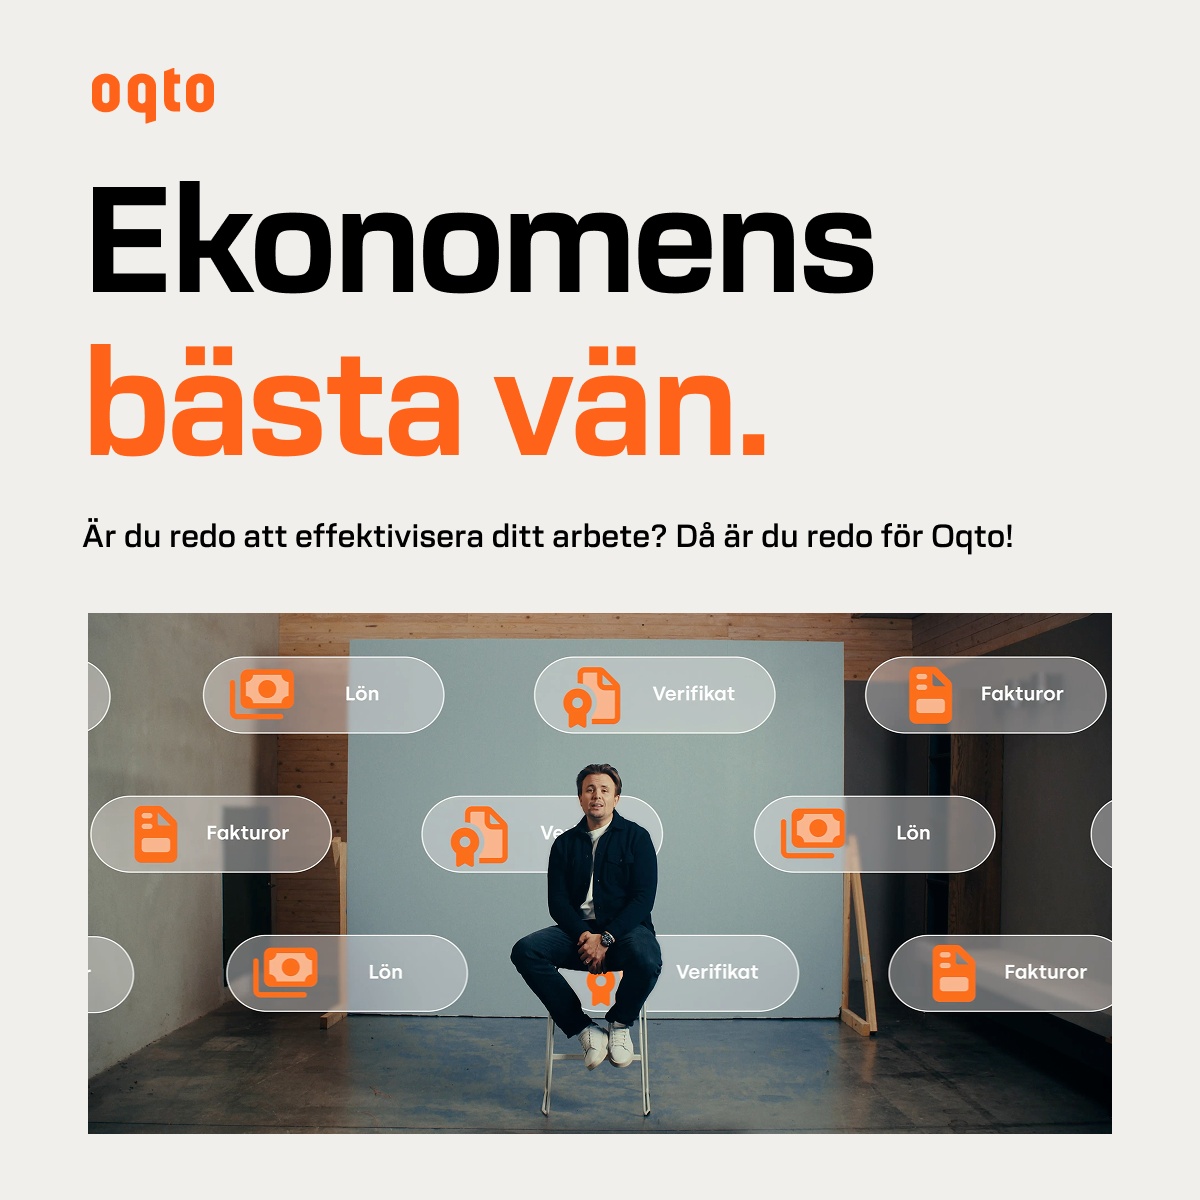 oqto
Ekonomens
bästa vän.
Är du redo att effektivisera ditt arbete? Då är du redo för Oqto!
Lön
Verifikat
Fakturor
Fakturor
Lön
Lön
Verifikat
Fakturor